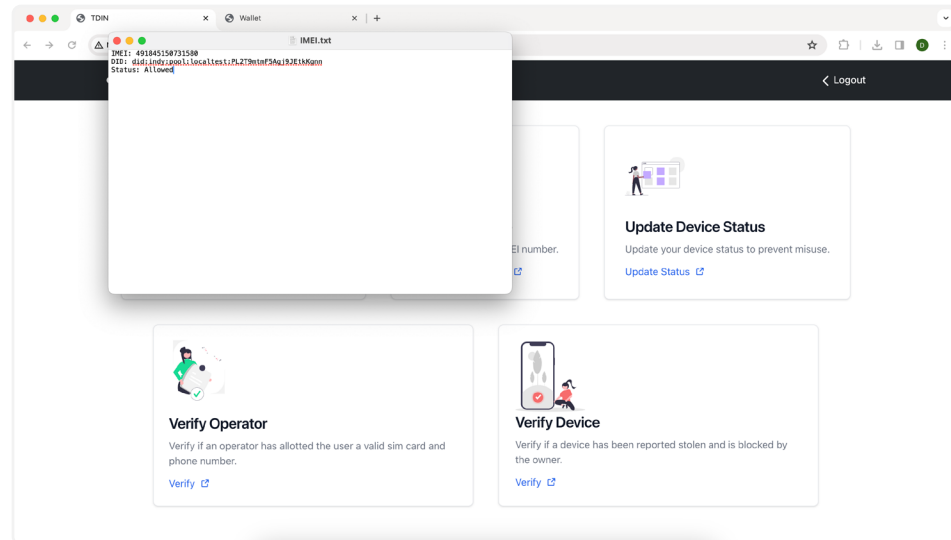 TDIN
Wallet
IMEI.txt
IMEI: 491845150731580
DID: did:indy:pool:localtest:PL2T9mtmF5Agj9JEtkKgnn
Status: Allowed
Logout
EI number.
Update Device Status
Update your device status to prevent misuse.
Update Status
Verify Operator
Verify if an operator has allotted the user a valid sim card and
phone number.
Verify
Verify Device
Verify if a device has been reported stolen and is blocked by
the owner.
Verify